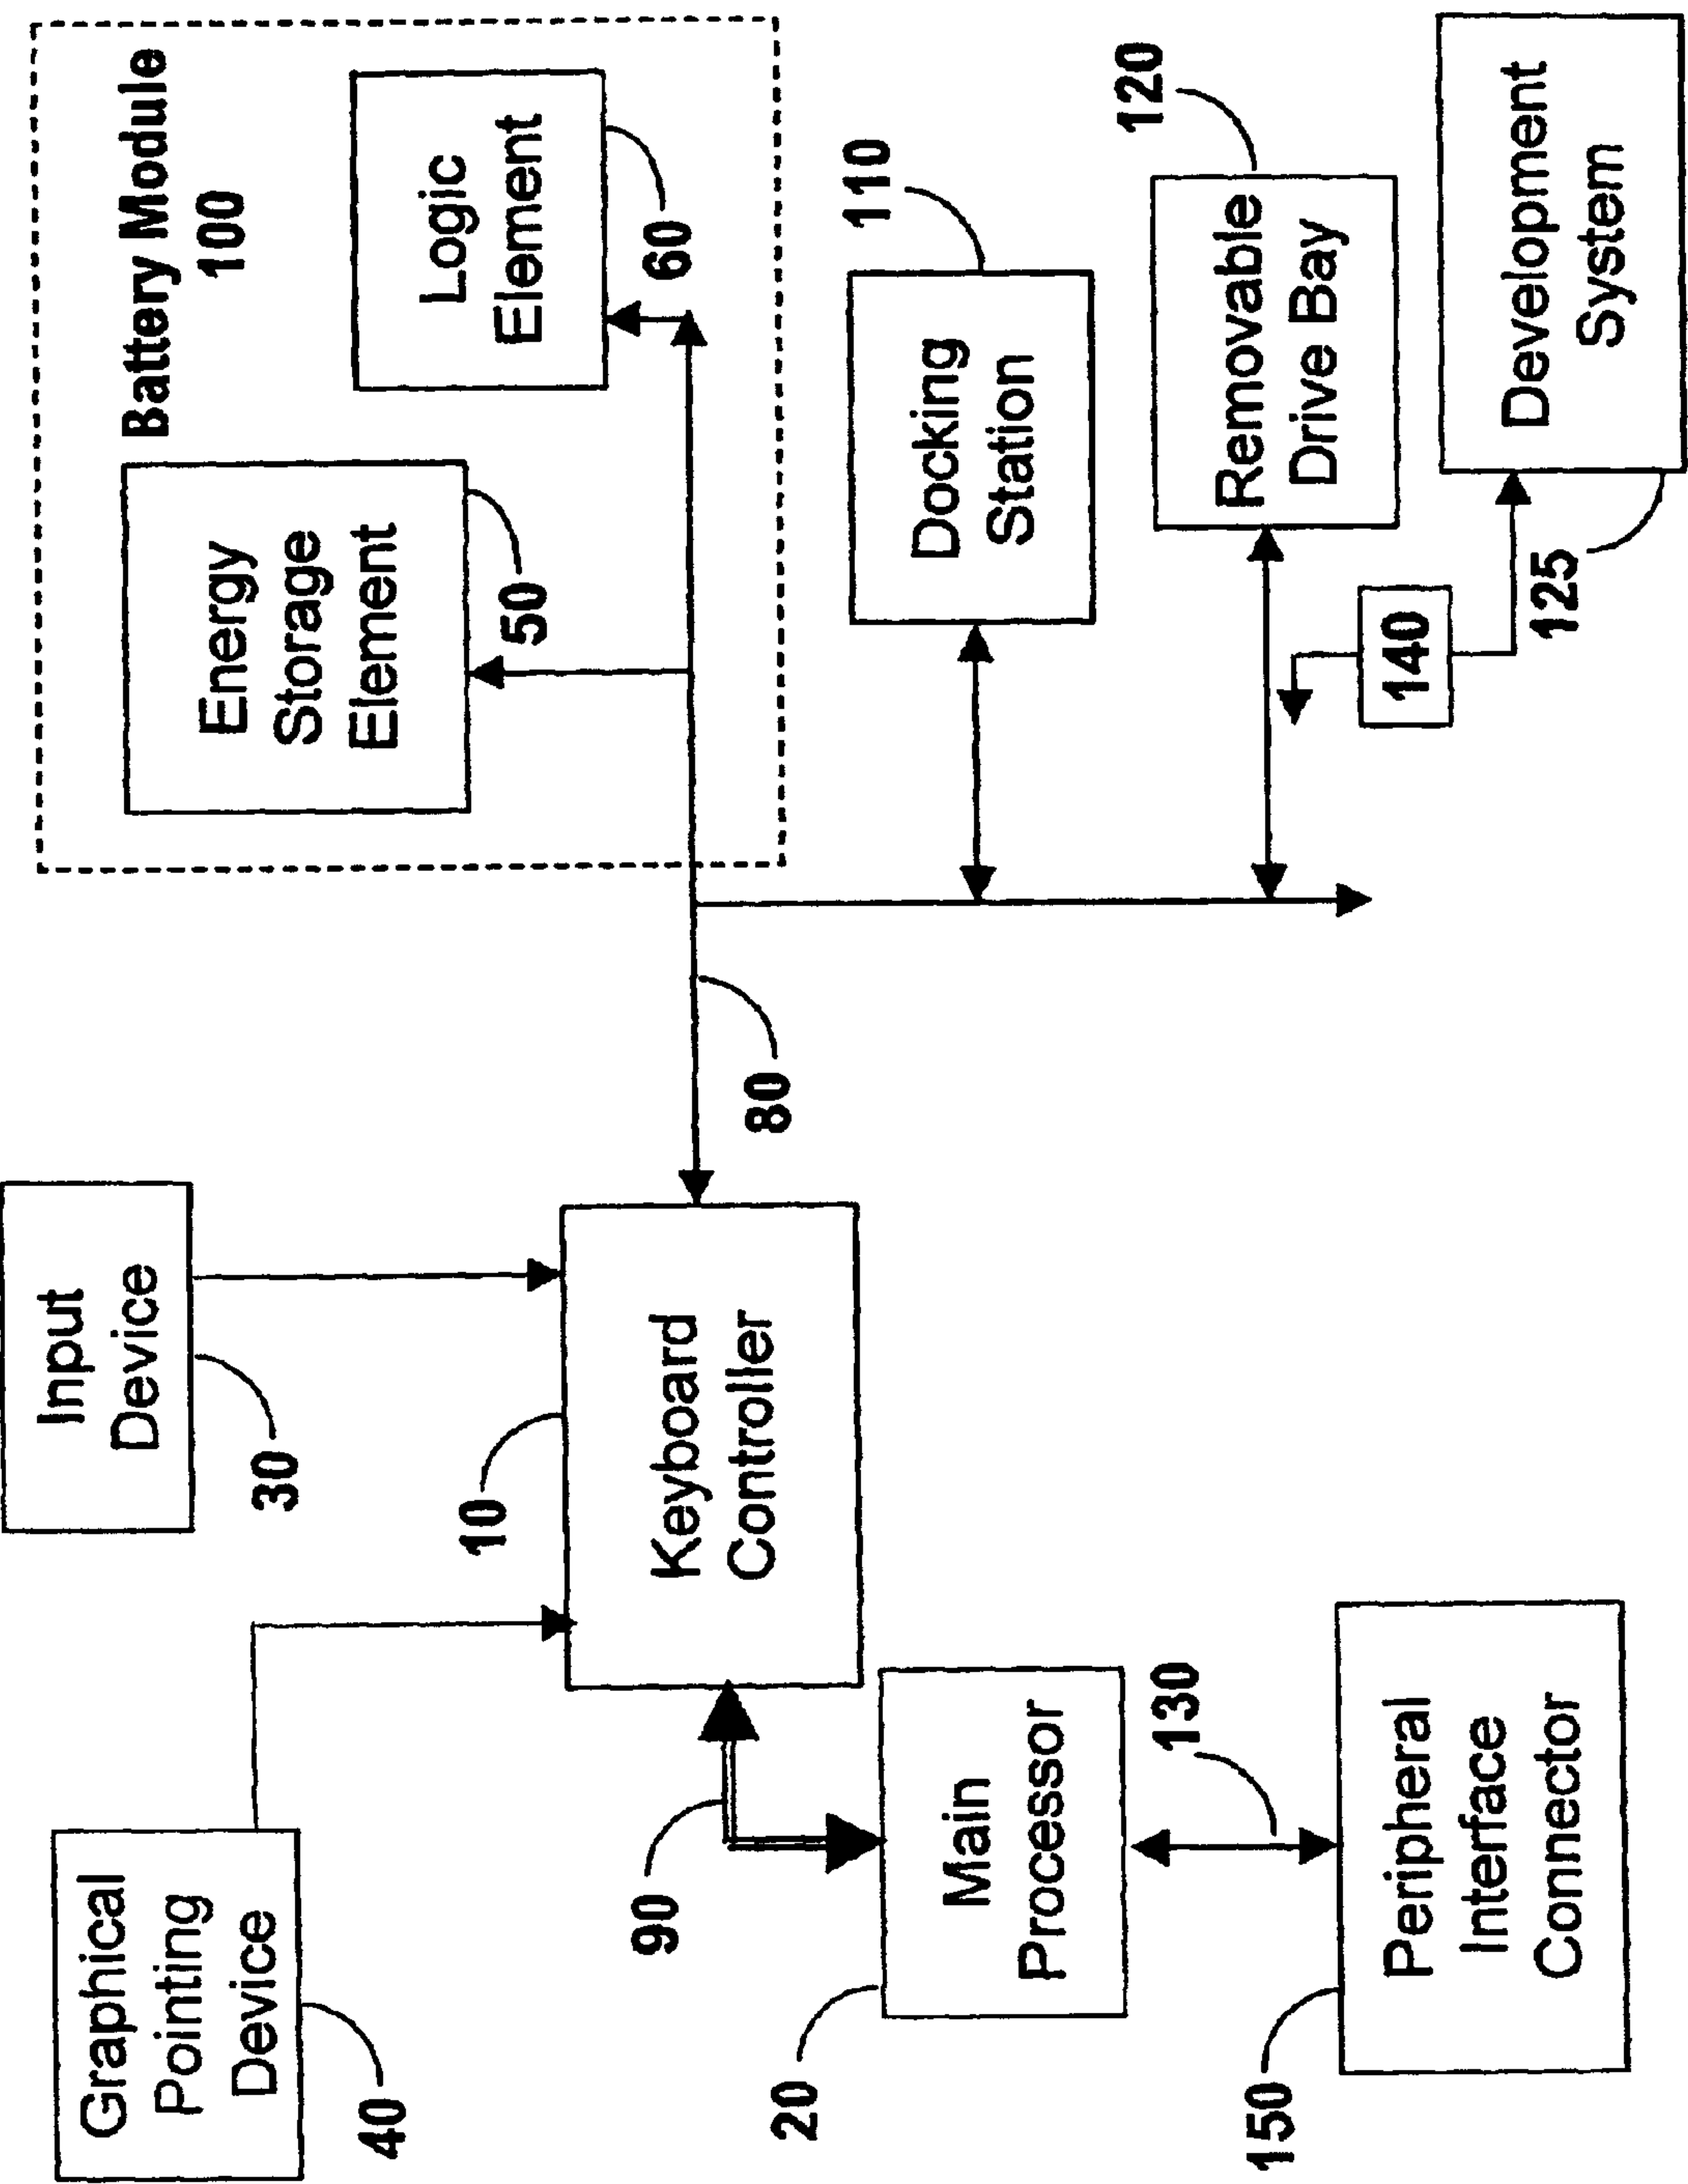 Graphical
Pointing
Device
40
Input
Device
30
Battery Module
100
Energy
Storage
Element
50
Logic
Element
60
10
Keyboard
Controller
80
90
20
Main
Processor
130
150
Peripheral
Interface
Connector
Docking
Station
110
Removable
Drive Bay
120
140
125
Development
System